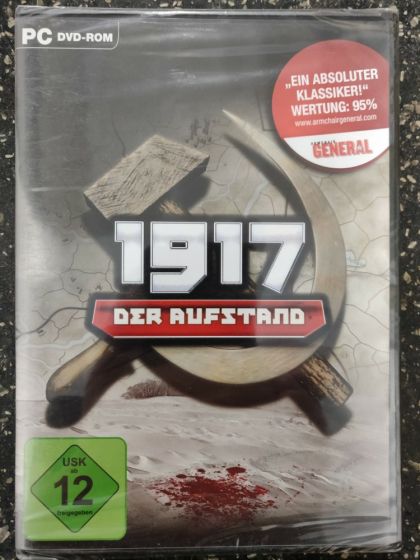 PC DVD-ROM
„EIN ABSOLUTER
KLASSIKER!“
WERTUNG: 95%
www.armchairgeneral.com
GENERAL
1917
DER AUFSTAND
USK
ab
12
freigegeben